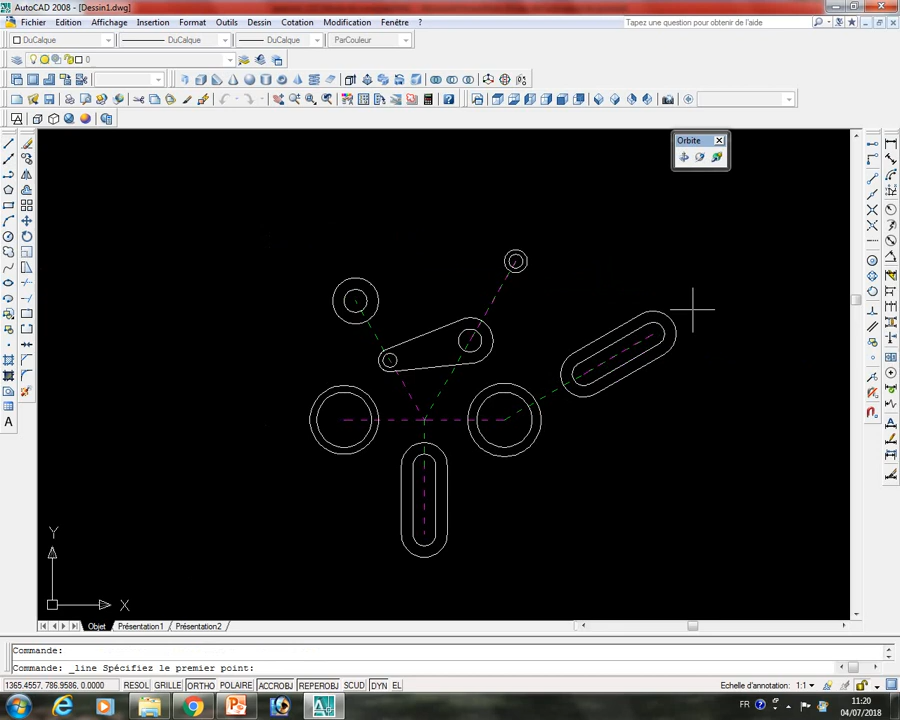 AutoCAD 2008 - [Dessin1.dwg]
Fichier Edition Affichage Insertion Format Outils Dessin Cotation Modification Fenêtre ?
Tapez une question pour obtenir de l'aide
DuCalque DuCalque DuCalque ParCouleur
0
Orbite
Y
X
Objet Présentation1 Présentation2
Commande:
Commande: _line Spécifiez le premier point:
1365.4557, 786.9586, 0.0000 RESOL GRILLE ORTHO POLAIRE ACCROBJ REPEROBJ SCUD DYN EL Echelle d'annotation: 1:1
FR 11:20
04/07/2018